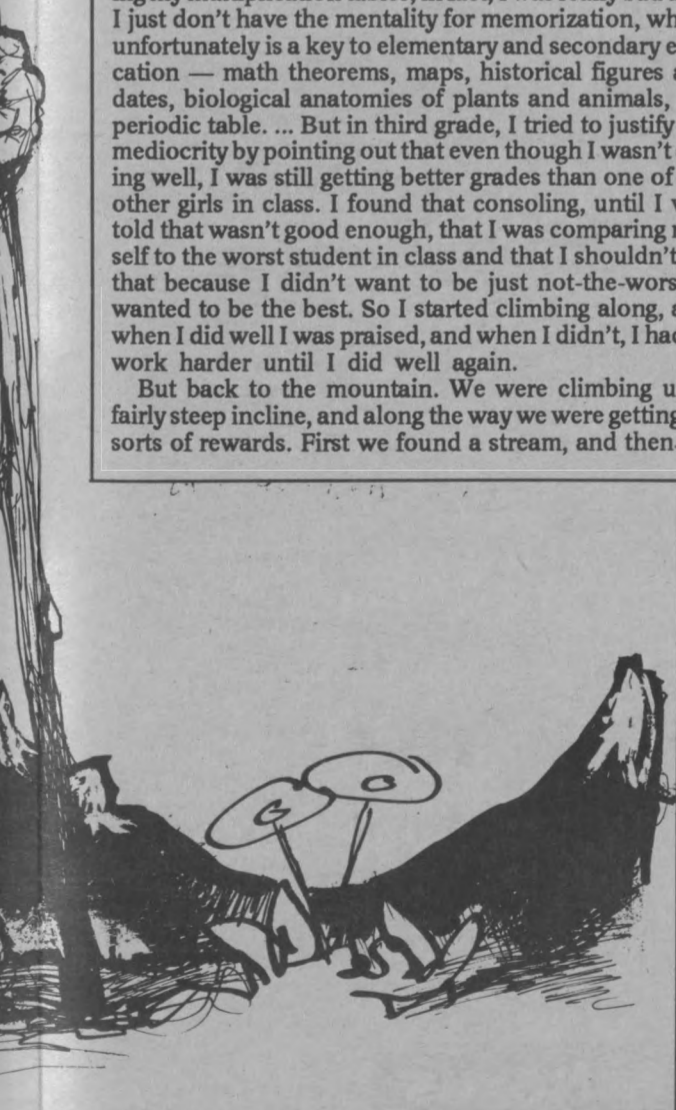 I just don't have the mentality for memorization, wh
unfortunately is a key to elementary and secondary e
cation — math theorems, maps, historical figures a
dates, biological anatomies of plants and animals,
periodic table. ... But in third grade, I tried to justify
mediocrity by pointing out that even though I wasn't
ing well, I was still getting better grades than one of
other girls in class. I found that consoling, until I w
told that wasn't good enough, that I was comparing m
self to the worst student in class and that I shouldn't
that because I didn't want to be just not-the-wors
wanted to be the best. So I started climbing along, a
when I did well I was praised, and when I didn't, I had
work harder until I did well again.
But back to the mountain. We were climbing u
fairly steep incline, and along the way we were getting
sorts of rewards. First we found a stream, and then